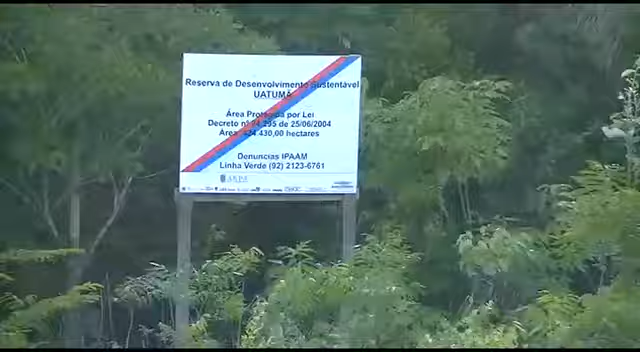 Reserva de Desenvolvimento Sustentável
UATUMÃ
Área Protegida por Lei
Decreto nº 24.295 de 25/06/2004
Área: 424.430,00 hectares
Denuncias IPAAM
Linha Verde (92) 2123-6761
ARPA